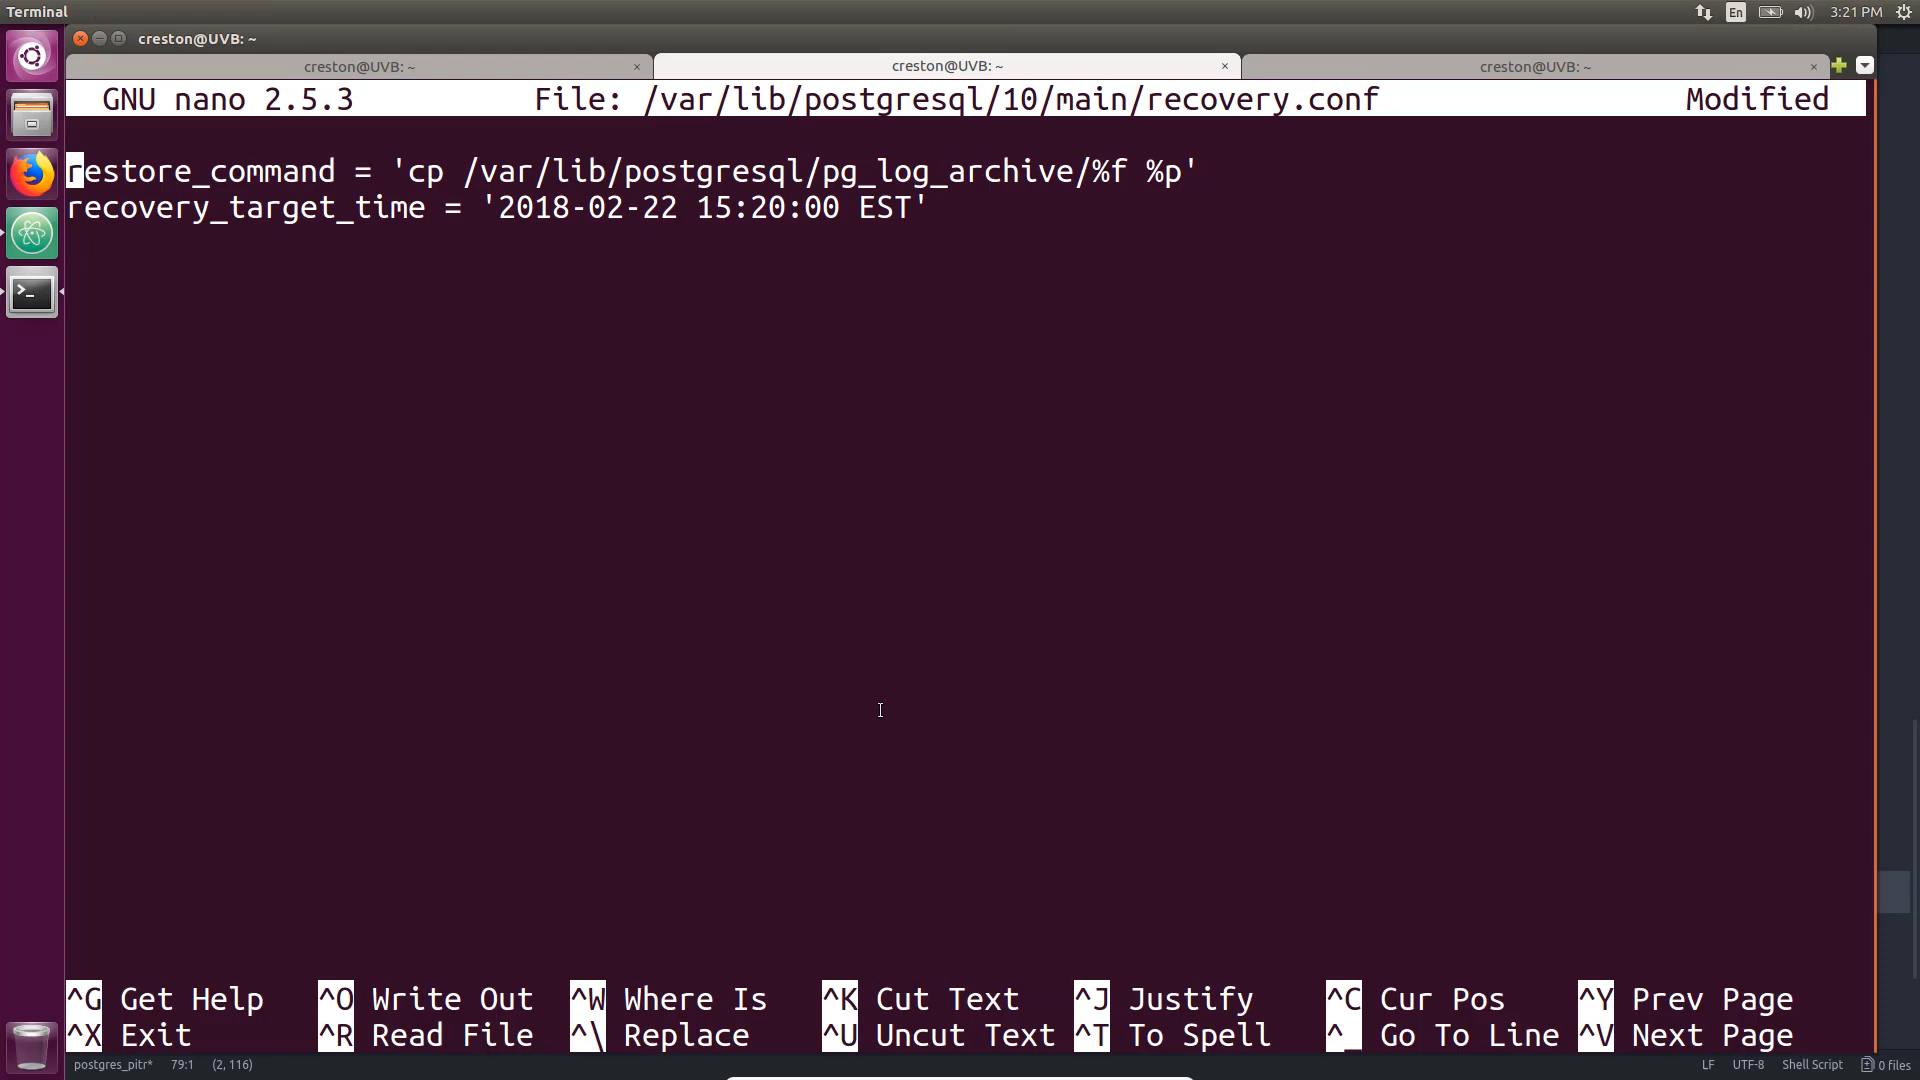 Terminal
En
3:21 PM
creston@UVB: ~
creston@UVB: ~ ×
creston@UVB: ~ ×
creston@UVB: ~ ×
GNU nano 2.5.3 File: /var/lib/postgresql/10/main/recovery.conf Modified
restore_command = 'cp /var/lib/postgresql/pg_log_archive/%f %p'
recovery_target_time = '2018-02-22 15:20:00 EST'
^G Get Help ^O Write Out ^W Where Is ^K Cut Text ^J Justify ^C Cur Pos ^Y Prev Page
^X Exit ^R Read File ^\ Replace ^U Uncut Text ^T To Spell ^_ Go To Line ^V Next Page
postgres_pitr* 79:1 (2, 116) LF UTF-8 Shell Script 0 files